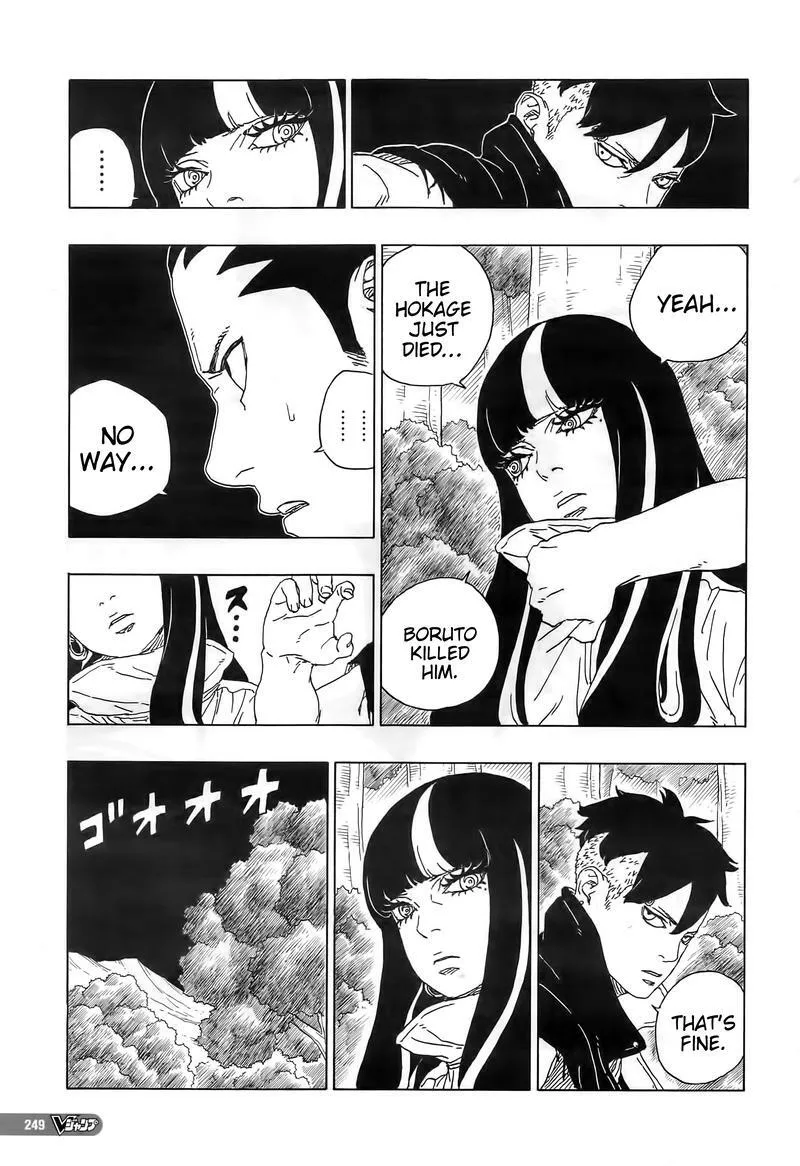 ……
YEAH...
THE
HOKAGE
JUST
DIED...
BORUTO
KILLED
HIM.
……
NO
WAY...
ス…
THAT'S
FINE.
ゴオオオ
249 Vジャンプ